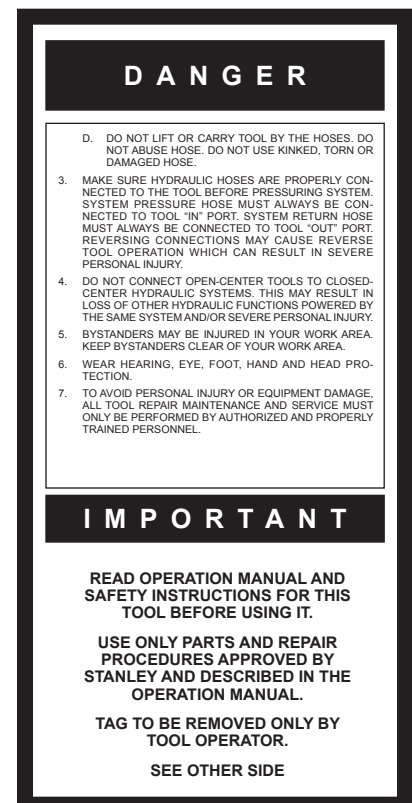 DANGER
D. DO NOT LIFT OR CARRY TOOL BY THE HOSES. DO
NOT ABUSE HOSE. DO NOT USE KINKED, TORN OR
DAMAGED HOSE.
3. MAKE SURE HYDRAULIC HOSES ARE PROPERLY CON-
NECTED TO THE TOOL BEFORE PRESSURING SYSTEM.
SYSTEM PRESSURE HOSE MUST ALWAYS BE CON-
NECTED TO TOOL “IN” PORT. SYSTEM RETURN HOSE
MUST ALWAYS BE CONNECTED TO TOOL “OUT” PORT.
REVERSING CONNECTIONS MAY CAUSE REVERSE
TOOL OPERATION WHICH CAN RESULT IN SEVERE
PERSONAL INJURY.
4. DO NOT CONNECT OPEN-CENTER TOOLS TO CLOSED-
CENTER HYDRAULIC SYSTEMS. THIS MAY RESULT IN
LOSS OF OTHER HYDRAULIC FUNCTIONS POWERED BY
THE SAME SYSTEM AND/OR SEVERE PERSONAL INJURY.
5. BYSTANDERS MAY BE INJURED IN YOUR WORK AREA.
KEEP BYSTANDERS CLEAR OF YOUR WORK AREA.
6. WEAR HEARING, EYE, FOOT, HAND AND HEAD PRO-
TECTION.
7. TO AVOID PERSONAL INJURY OR EQUIPMENT DAMAGE,
ALL TOOL REPAIR MAINTENANCE AND SERVICE MUST
ONLY BE PERFORMED BY AUTHORIZED AND PROPERLY
TRAINED PERSONNEL.
IMPORTANT
READ OPERATION MANUAL AND
SAFETY INSTRUCTIONS FOR THIS
TOOL BEFORE USING IT.
USE ONLY PARTS AND REPAIR
PROCEDURES APPROVED BY
STANLEY AND DESCRIBED IN THE
OPERATION MANUAL.
TAG TO BE REMOVED ONLY BY
TOOL OPERATOR.
SEE OTHER SIDE